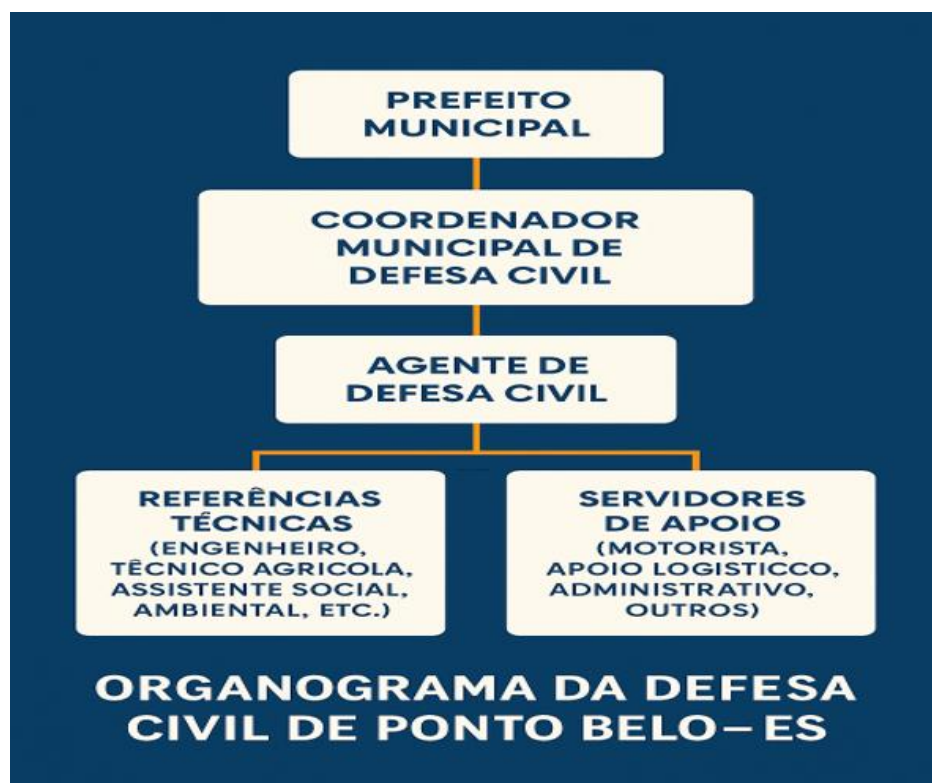 PREFEITO
MUNICIPAL
COORDENADOR
MUNICIPAL DE
DEFESA CIVIL
AGENTE DE
DEFESA CIVIL
REFERÊNCIAS
TÉCNICAS
(ENGENHEIRO,
TÊCNICO AGRICOLA,
ASSISTENTE SOCIAL,
AMBIENTAL, ETC.)
SERVIDORES
DE APOIO
(MOTORISTA,
APOIO LOGISTICCO,
ADMINISTRATIVO,
OUTROS)
ORGANOGRAMA DA DEFESA
CIVIL DE PONTO BELO–ES